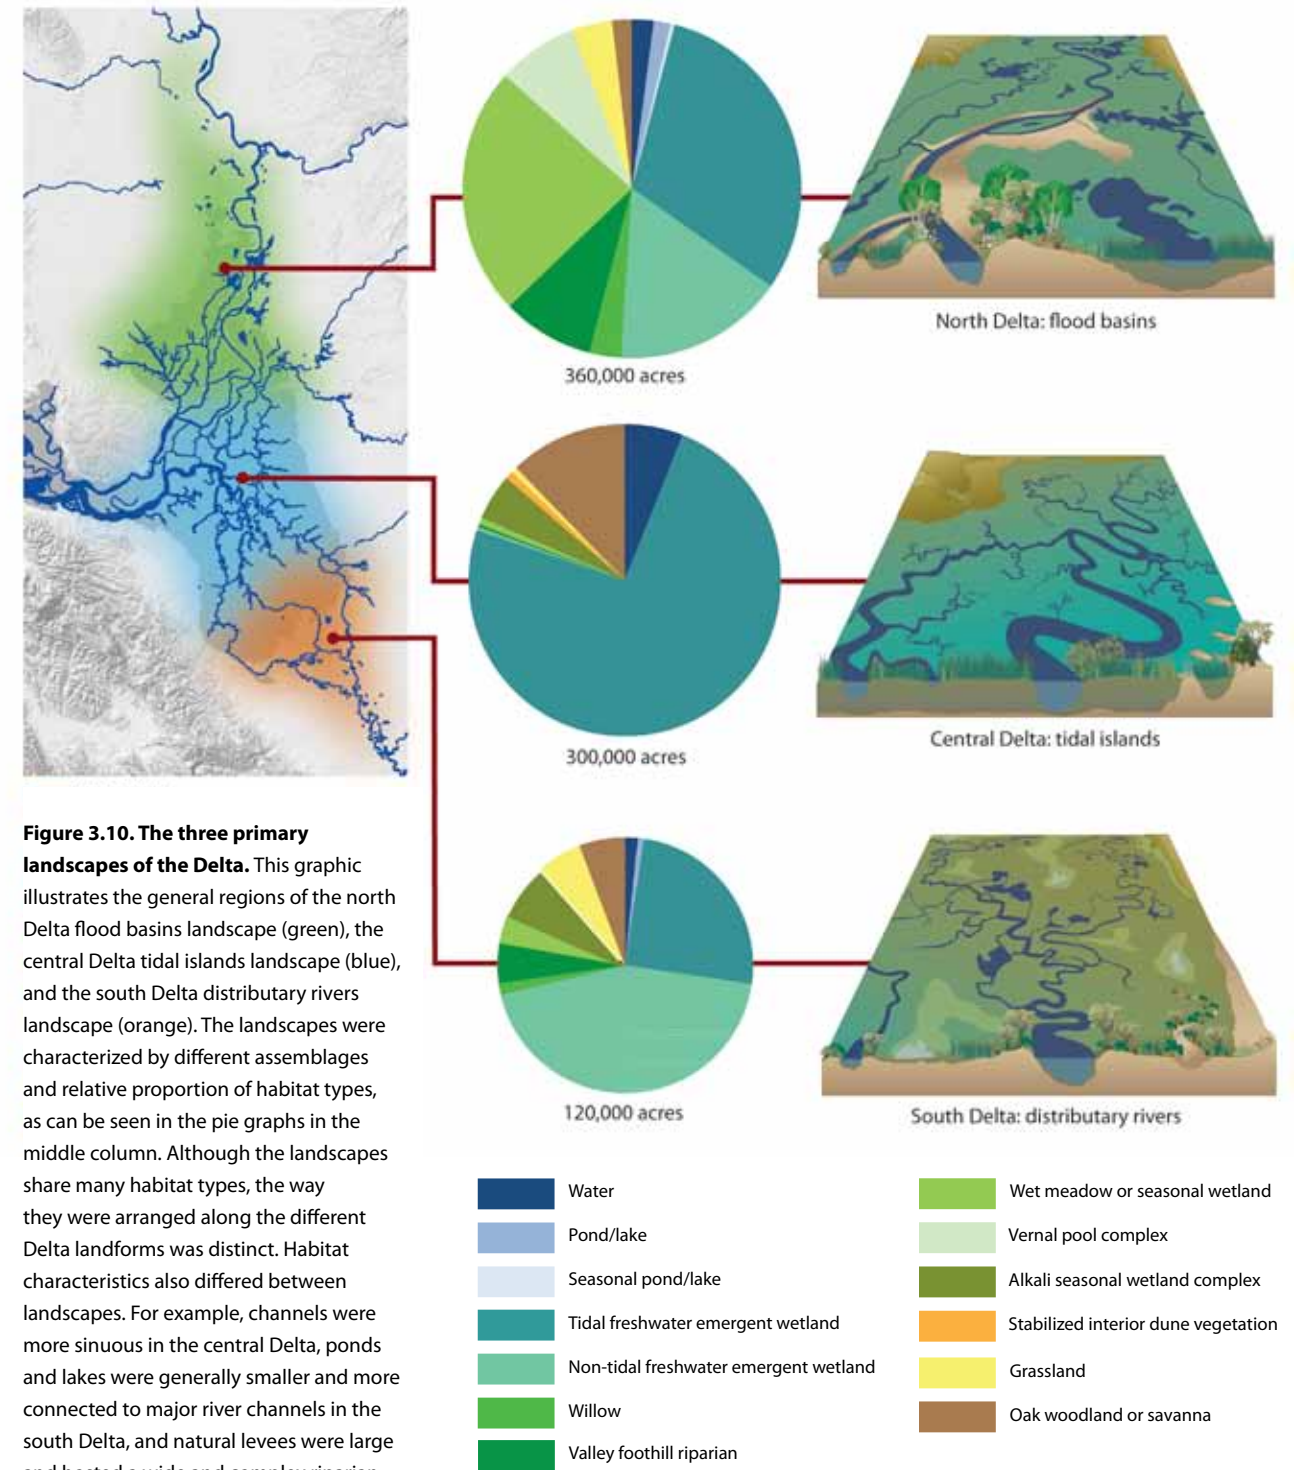 360,000 acres
North Delta: flood basins
300,000 acres
Central Delta: tidal islands
120,000 acres
South Delta: distributary rivers
Figure 3.10. The three primary
landscapes of the Delta. This graphic
illustrates the general regions of the north
Delta flood basins landscape (green), the
central Delta tidal islands landscape (blue),
and the south Delta distributary rivers
landscape (orange). The landscapes were
characterized by different assemblages
and relative proportion of habitat types,
as can be seen in the pie graphs in the
middle column. Although the landscapes
share many habitat types, the way
they were arranged along the different
Delta landforms was distinct. Habitat
characteristics also differed between
landscapes. For example, channels were
more sinuous in the central Delta, ponds
and lakes were generally smaller and more
connected to major river channels in the
south Delta, and natural levees were large
Water
Pond/lake
Seasonal pond/lake
Tidal freshwater emergent wetland
Non-tidal freshwater emergent wetland
Willow
Valley foothill riparian
Wet meadow or seasonal wetland
Vernal pool complex
Alkali seasonal wetland complex
Stabilized interior dune vegetation
Grassland
Oak woodland or savanna